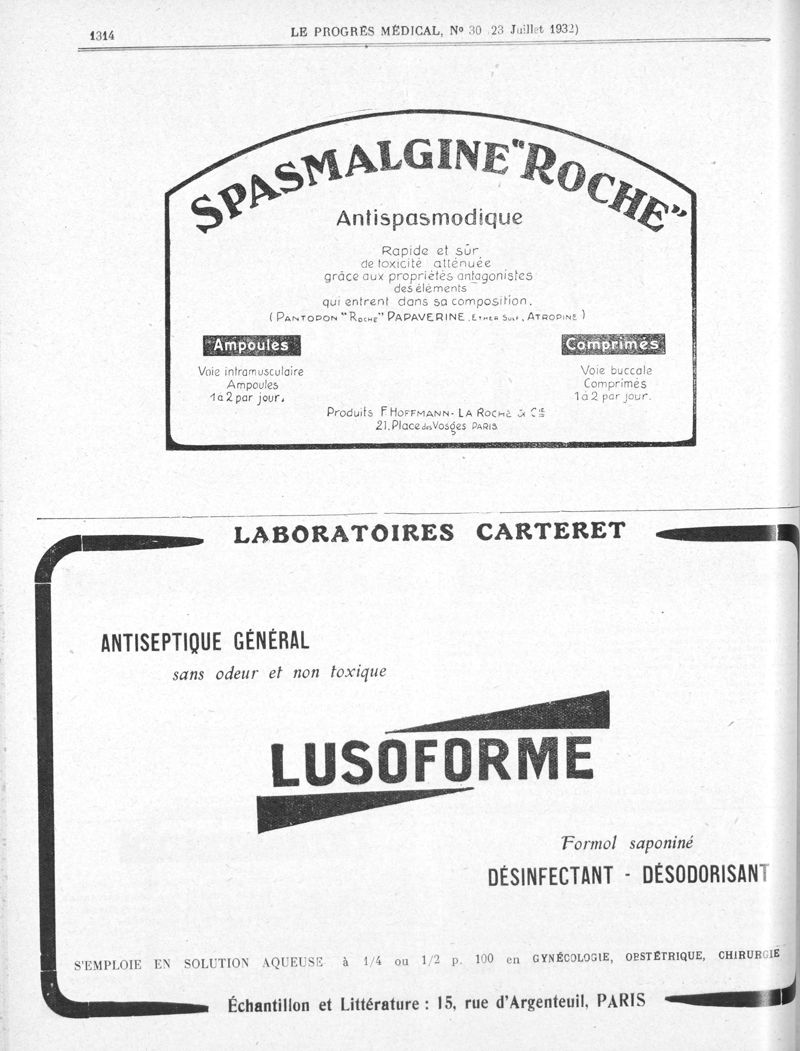 1314
LE PROGRÈS MÉDICAL, Nº 30 23 Juillet 1932)
SPASMALGINE "ROCHE"
Antispasmodique
Rapide et sûr
de toxicité atténuée
grâce aux propriétés antagonistes
des éléments
qui entrent dans sa composition.
(PANTOPON "ROCHE" PAPAVERINE, ETHER SULF, ATROPINE)
Ampoules
Comprimés
Voie intramusculaire
Ampoules
1 à 2 par jour.
Voie buccale
Comprimés
1 à 2 par jour.
Produits F. HOFFMANN-LA ROCHE & Cie
21, Place des Vosges PARIS
LABORATOIRES CARTERET
ANTISEPTIQUE GÉNÉRAL
sans odeur et non toxique
LUSOFORME
Formol saponiné
DÉSINFECTANT - DÉSODORISANT
S'EMPLOIE EN SOLUTION AQUEUSE à 1/4 ou 1/2 p. 100 en GYNÉCOLOGIE, OBSTÉTRIQUE, CHIRURGIE
Échantillon et Littérature : 15, rue d'Argenteuil, PARIS